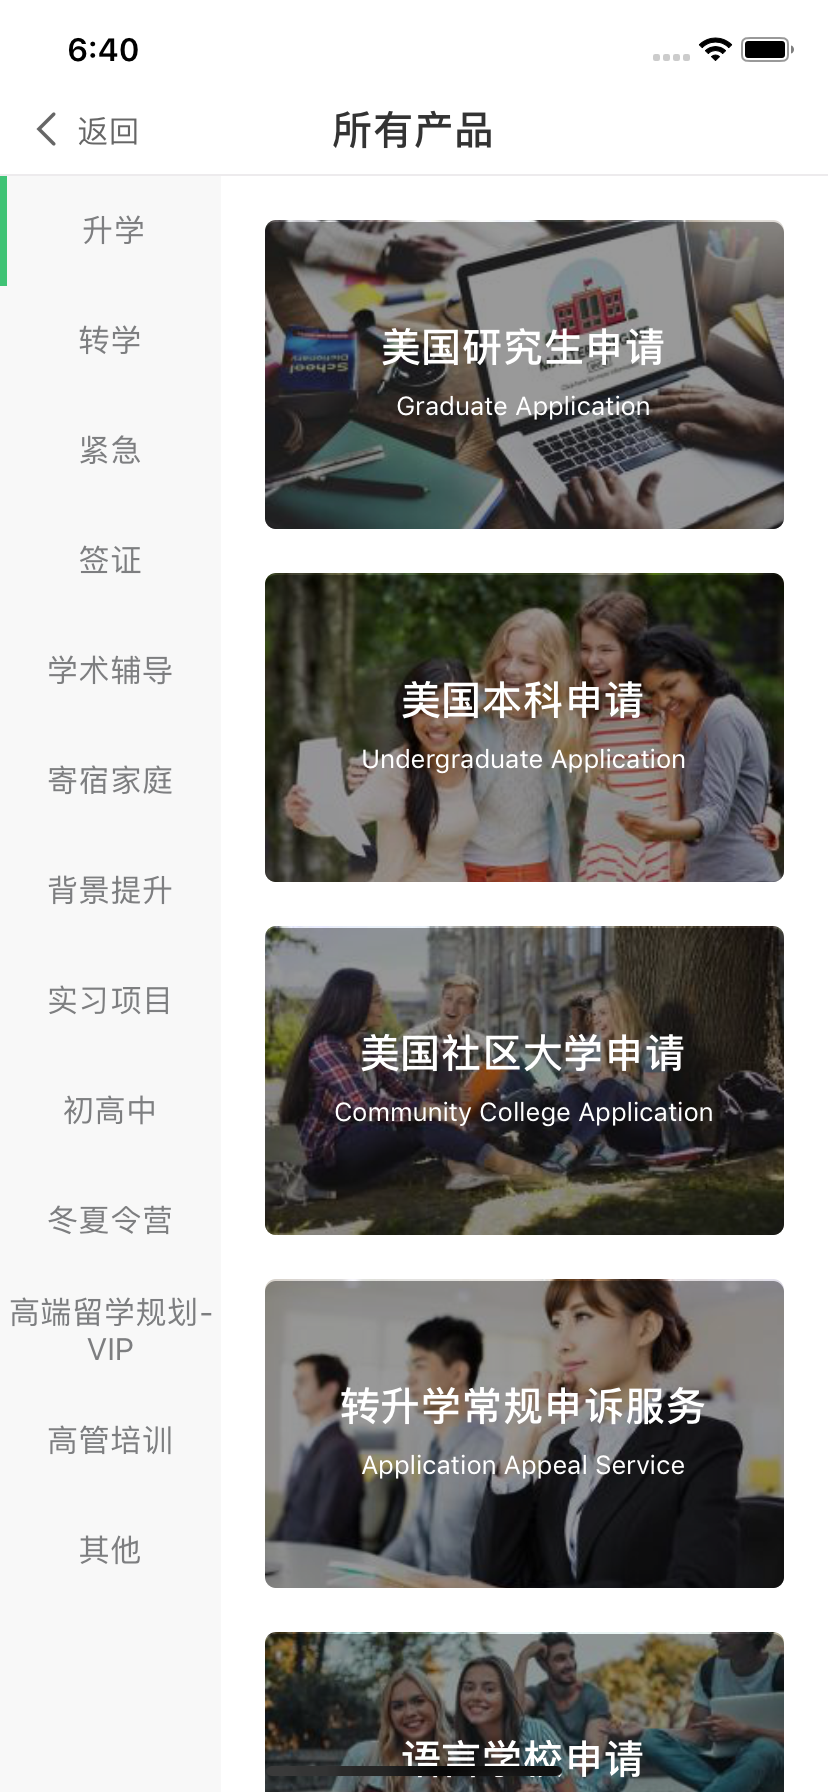 6:40
返回
所有产品
升学
转学
紧急
签证
学术辅导
寄宿家庭
背景提升
实习项目
初高中
冬夏令营
高端留学规划-
VIP
高管培训
其他
美国研究生申请
Graduate Application
School
Dictionary
美国本科申请
Undergraduate Application
美国社区大学申请
Community College Application
转升学常规申诉服务
Application Appeal Service
语言学校申请